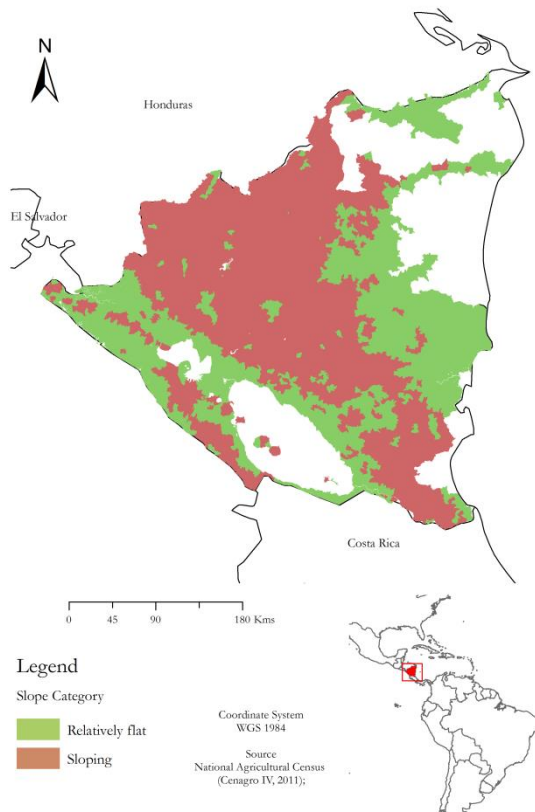 N
Honduras
El Salvador
Costa Rica
0 45 90 180 Kms
Legend
Slope Category
Relatively flat
Sloping
Coordinate System
WGS 1984
Source
National Agricultural Census
(Cenagro IV, 2011);